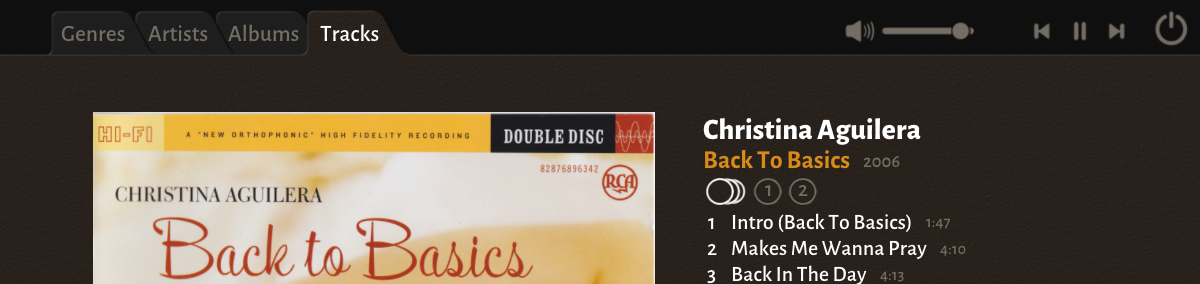 Genres Artists Albums Tracks
HI-FI A "NEW ORTHOPHONIC" HIGH FIDELITY RECORDING DOUBLE DISC
82876896342
RCA
CHRISTINA AGUILERA
Back to Basics
Christina Aguilera
Back To Basics 2006
1 2
1 Intro (Back To Basics) 1:47
2 Makes Me Wanna Pray 4:10
3 Back In The Day 4:13